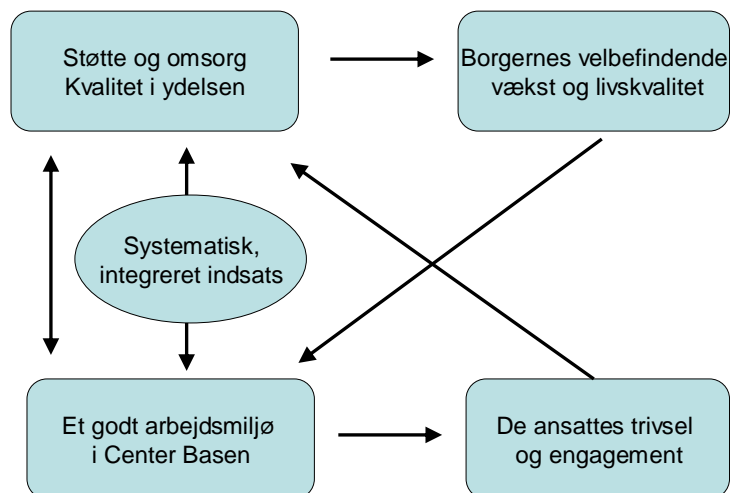 Støtte og omsorg
Kvalitet i ydelsen
Borgernes velbefindende
vækst og livskvalitet
Systematisk,
integreret indsats
Et godt arbejdsmiljø
i Center Basen
De ansattes trivsel
og engagement